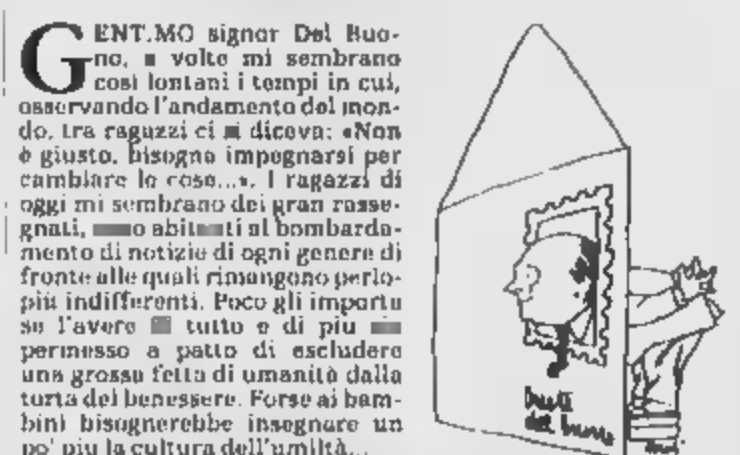 GENT.MO signor Del Buo-
no, a volte mi sembrano
così lontani i tempi in cui,
osservando l'andamento del mon-
do, tra ragazzi ci si diceva: «Non
è giusto, bisogna impegnarsi per
cambiare le cose...». I ragazzi di
oggi mi sembrano dei gran rasse-
gnati, abituati al bombarda-
mento di notizie di ogni genere di
fronte alle quali rimangono perlo-
più indifferenti. Poco gli importa
se l'avere tutto e di più
permesso a patto di escludere
una grossa fetta di umanità dalla
torta del benessere. Forse ai bam-
bini bisognerebbe insegnare un
po' più la cultura dell'umiltà...